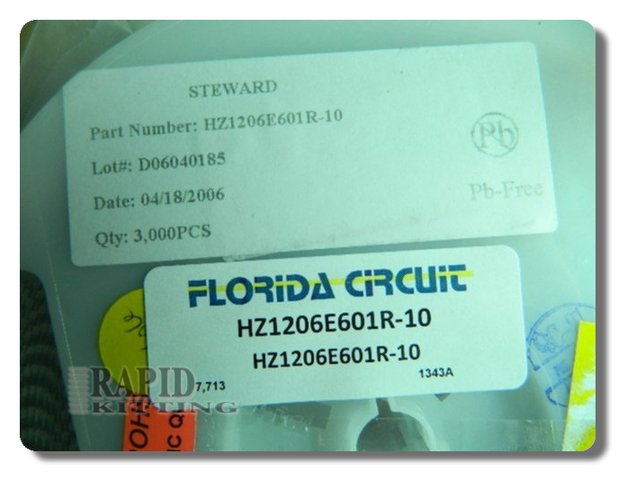 STEWARD
Part Number: HZ1206E601R-10
Lot#: D06040185
Date: 04/18/2006
Qty: 3,000PCS
Pb
Pb-Free
FLORIDA CIRCUIT
HZ1206E601R-10
HZ1206E601R-10
7,713
1343A
RAPID
KITTING